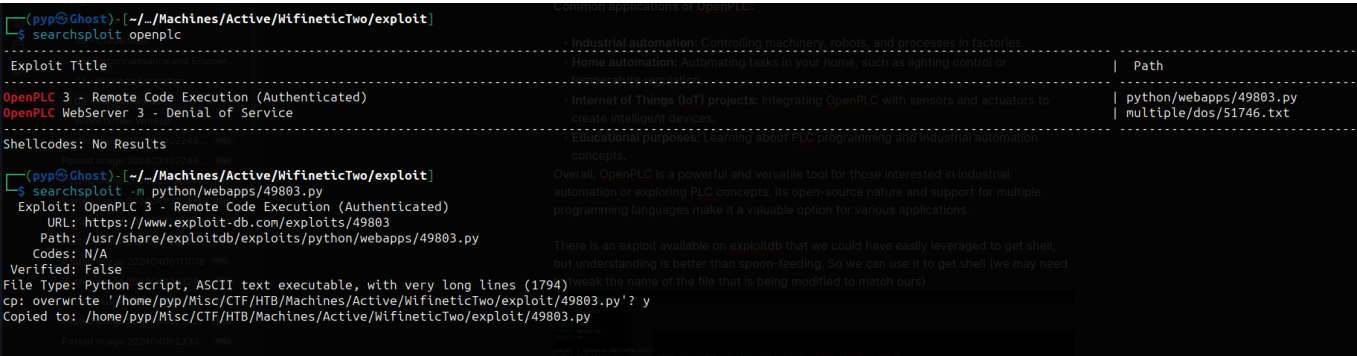 Common applications of OpenPLC:
┌──(pyp㉿Ghost)-[~/…/Machines/Active/WifineticTwo/exploit]
└─$ searchsploit openplc
• Industrial automation: Controlling machinery, robots, and processes in factories.
Exploit Title | Path
• Home automation: Automating tasks in your home, such as lighting control or
temperature regulation.
OpenPLC 3 - Remote Code Execution (Authenticated) | python/webapps/49803.py
• Internet of Things (IoT) projects: Integrating OpenPLC with sensors and actuators to
OpenPLC WebServer 3 - Denial of Service | multiple/dos/51746.txt
create intelligent devices.
• Educational purposes: Learning about PLC programming and industrial automation
Shellcodes: No Results
concepts.
Pasted image 2024033022
┌──(pyp㉿Ghost)-[~/…/Machines/Active/WifineticTwo/exploit]
Overall, OpenPLC is a powerful and versatile tool for those interested in industrial
└─$ searchsploit -m python/webapps/49803.py
automation or exploring PLC concepts. Its open-source nature and support for multiple
Exploit: OpenPLC 3 - Remote Code Execution (Authenticated)
programming languages make it a valuable option for various applications.
URL: https://www.exploit-db.com/exploits/49803
Path: /usr/share/exploitdb/exploits/python/webapps/49803.py
There is an exploit available on exploitdb that we could have easily leveraged to get shell,
Codes: N/A
but understanding is better than spoon-feeding. So we can use it to get shell (we may need
Verified: False
File Type: Python script, ASCII text executable, with very long lines (1794)
tweak the name of the file that is being modified to match ours)
cp: overwrite '/home/pyp/Misc/CTF/HTB/Machines/Active/WifineticTwo/exploit/49803.py'? y
Copied to: /home/pyp/Misc/CTF/HTB/Machines/Active/WifineticTwo/exploit/49803.py
Pasted image 202404062333... PNG